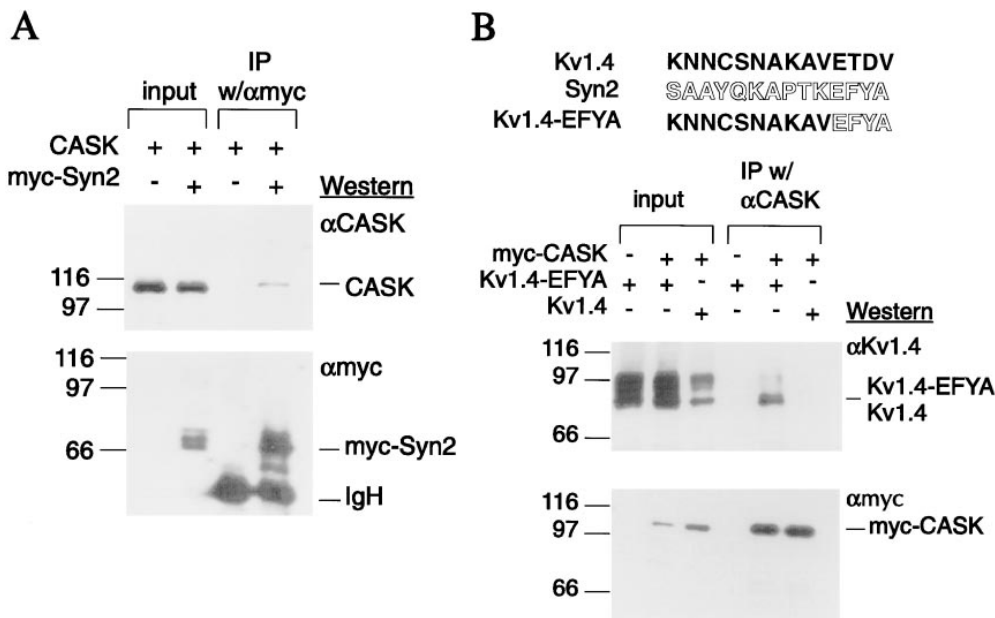 A
IP
input w/αmyc
CASK + + + +
myc-Syn2 - + - + Western
αCASK
116
CASK
97
116
αmyc
97
66
myc-Syn2
IgH
B
Kv1.4 KNNCSNAKAVETDV
Syn2 SAAYQKAPTKEFYA
Kv1.4-EFYA KNNCSNAKAVEFYA
IP w/
input αCASK
myc-CASK - + + - + +
Kv1.4-EFYA + + - + + -
Kv1.4 - - + - - + Western
116
αKv1.4
97
Kv1.4-EFYA
Kv1.4
66
116
αmyc
97
myc-CASK
66